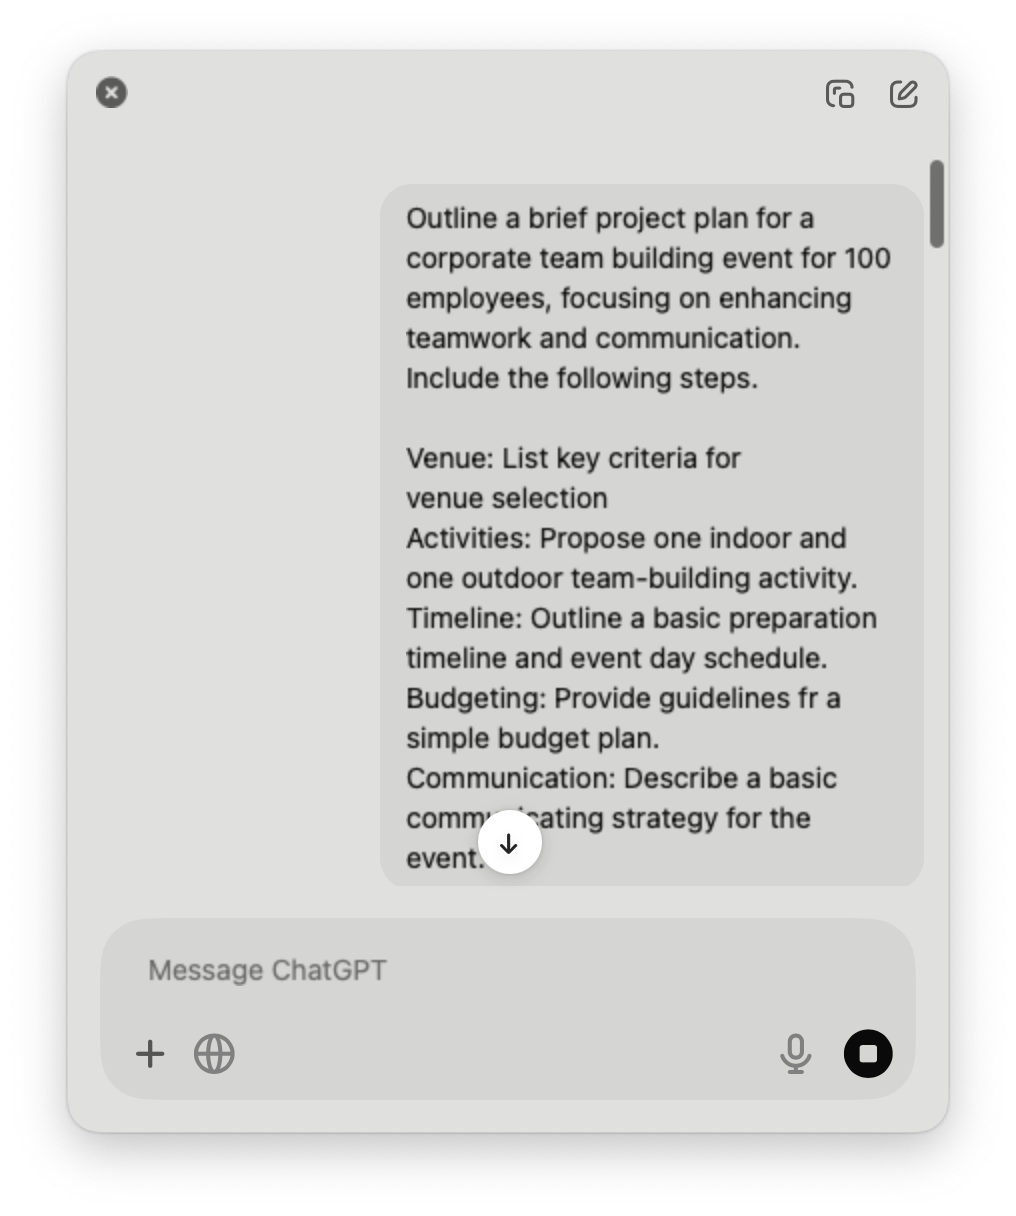 Outline a brief project plan for a
corporate team building event for 100
employees, focusing on enhancing
teamwork and communication.
Include the following steps.
Venue: List key criteria for
venue selection
Activities: Propose one indoor and
one outdoor team-building activity.
Timeline: Outline a basic preparation
timeline and event day schedule.
Budgeting: Provide guidelines fr a
simple budget plan.
Communication: Describe a basic
strategy for the
event.
Message ChatGPT